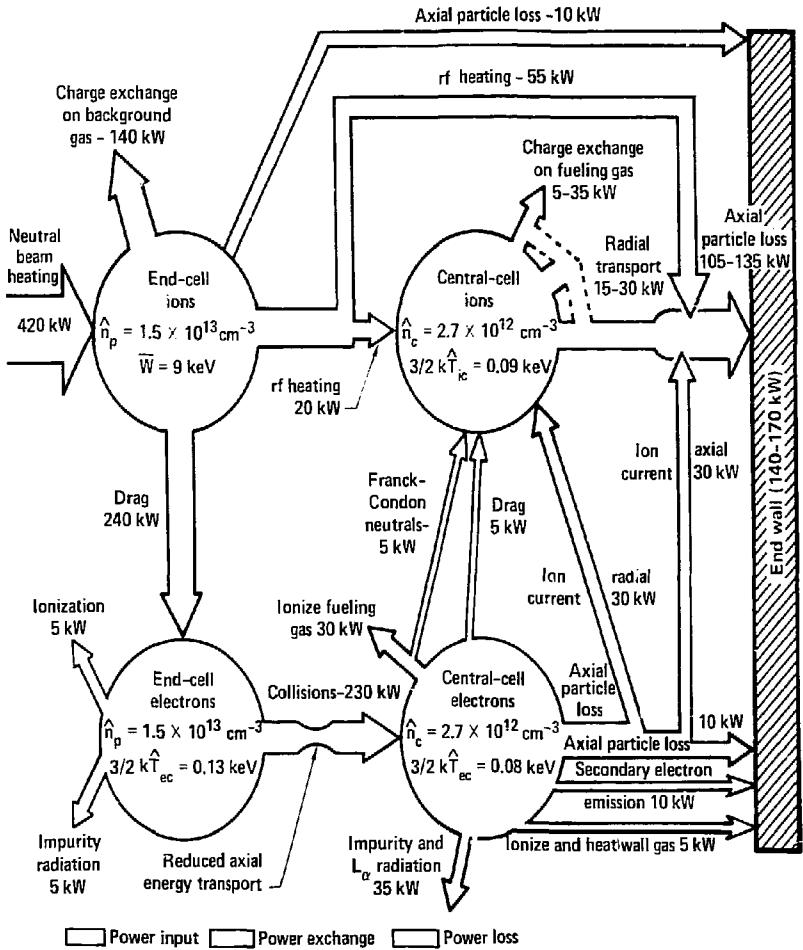 Axial particle loss ~10 kW
rf heating ~ 55 kW
Charge exchange
on background
gas ~ 140 kW
Charge exchange
on fueling gas
5–35 kW
Neutral
beam
heating
420 kW
End-cell
ions
n̂p = 1.5 × 10¹³ cm⁻³
W̅ = 9 keV
Central-cell
ions
n̂c = 2.7 × 10¹² cm⁻³
3/2 kT̂ic = 0.09 keV
Radial
transport
15–30 kW
Axial
particle loss
105–135 kW
rf heating
20 kW
End wall (140–170 kW)
Drag
240 kW
Franck-
Condon
neutrals-
5 kW
Drag
5 kW
Ion
current
axial
30 kW
Ion
current
radial
30 kW
Ionization
5 kW
Ionize fueling
gas 30 kW
End-cell
electrons
n̂p = 1.5 × 10¹³ cm⁻³
3/2 kT̂ec = 0.13 keV
Collisions–230 kW
Central-cell
electrons
n̂c = 2.7 × 10¹² cm⁻³
3/2 kT̂ec = 0.08 keV
Axial
particle
loss
10 kW
Axial particle loss
Secondary electron
emission 10 kW
Ionize and heat wall gas 5 kW
Impurity
radiation
5 kW
Reduced axial
energy transport
Impurity and
Lα radiation
35 kW
Power input
Power exchange
Power loss